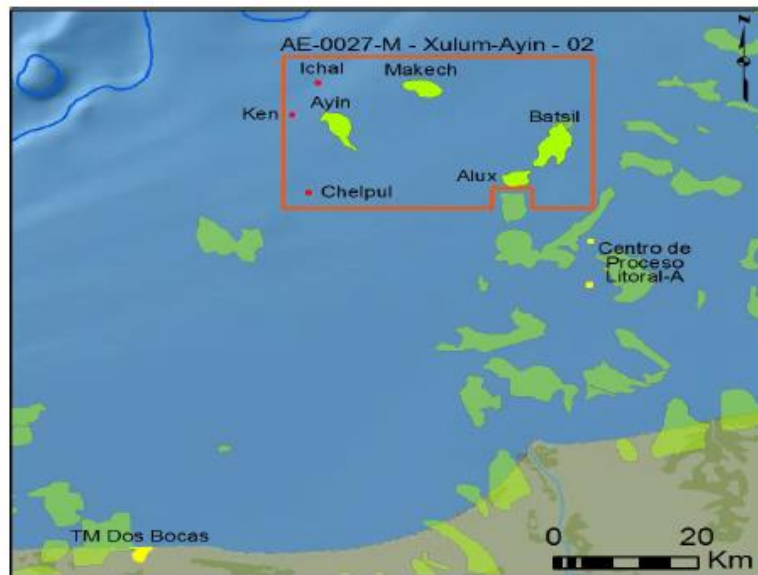 AE-0027-M - Xulum-Ayin - 02
N
Ichal
Makech
Ken
Ayin
Batsil
Alux
Chelpul
Centro de
Proceso
Litoral-A
TM Dos Bocas
0 20
Km